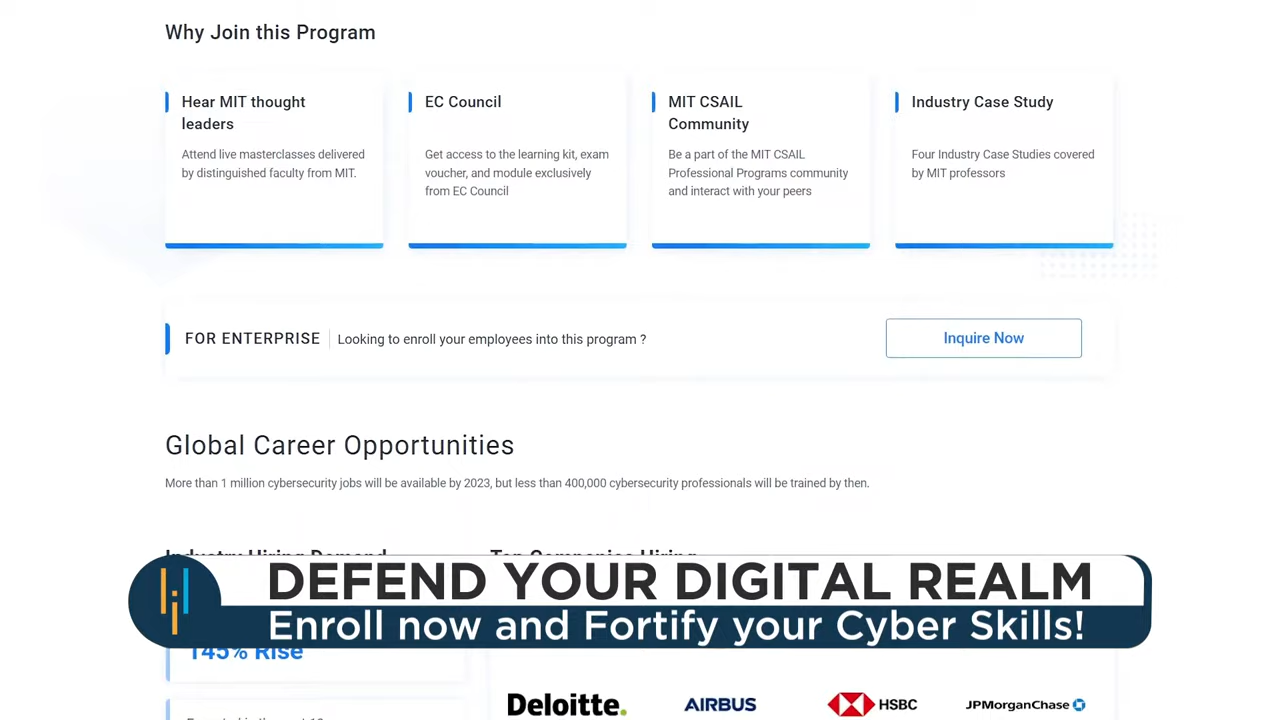 Why Join this Program
Hear MIT thought
leaders
Attend live masterclasses delivered
by distinguished faculty from MIT.
EC Council
Get access to the learning kit, exam
voucher, and module exclusively
from EC Council
MIT CSAIL
Community
Be a part of the MIT CSAIL
Professional Programs community
and interact with your peers
Industry Case Study
Four Industry Case Studies covered
by MIT professors
FOR ENTERPRISE
Looking to enroll your employees into this program ?
Inquire Now
Global Career Opportunities
More than 1 million cybersecurity jobs will be available by 2023, but less than 400,000 cybersecurity professionals will be trained by then.
Industry Hiring Demand
Top Companies Hiring
DEFEND YOUR DIGITAL REALM
Enroll now and Fortify your Cyber Skills!
145% Rise
Deloitte.
AIRBUS
HSBC
JPMorganChase